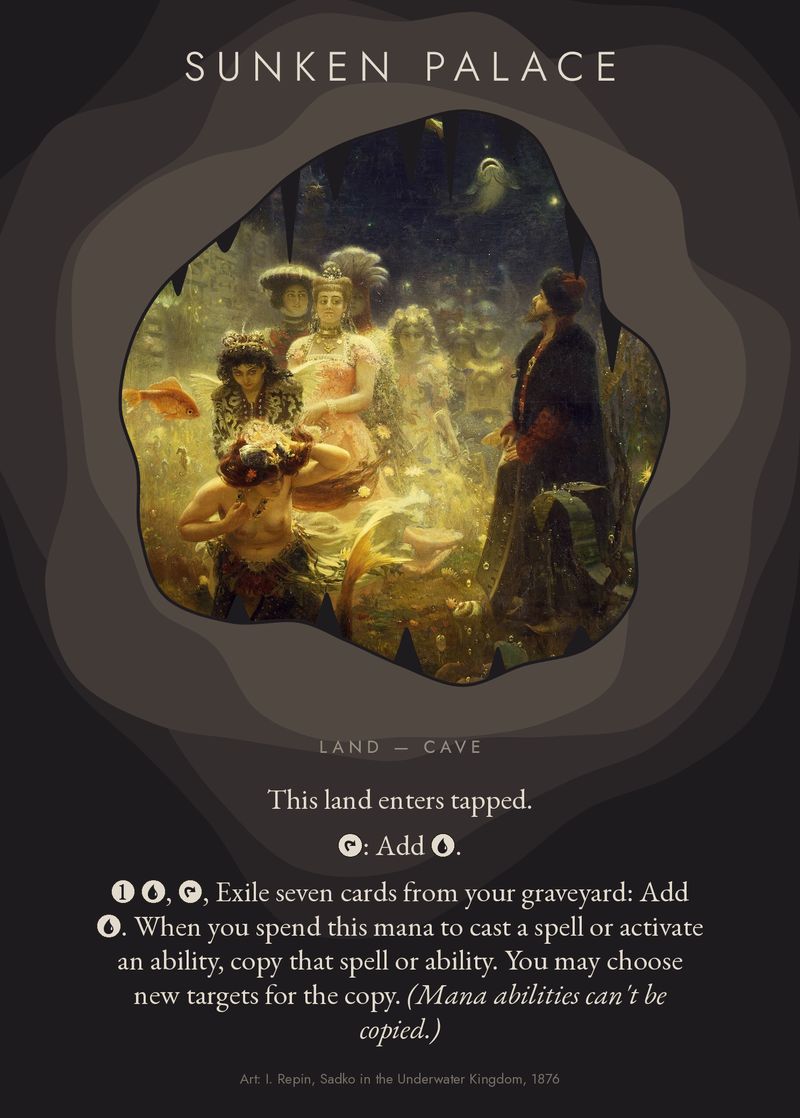 SUNKEN PALACE
LAND — CAVE
This land enters tapped.
: Add .
1 , , Exile seven cards from your graveyard: Add
. When you spend this mana to cast a spell or activate
an ability, copy that spell or ability. You may choose
new targets for the copy. (Mana abilities can't be
copied.)
Art: I. Repin, Sadko in the Underwater Kingdom, 1876